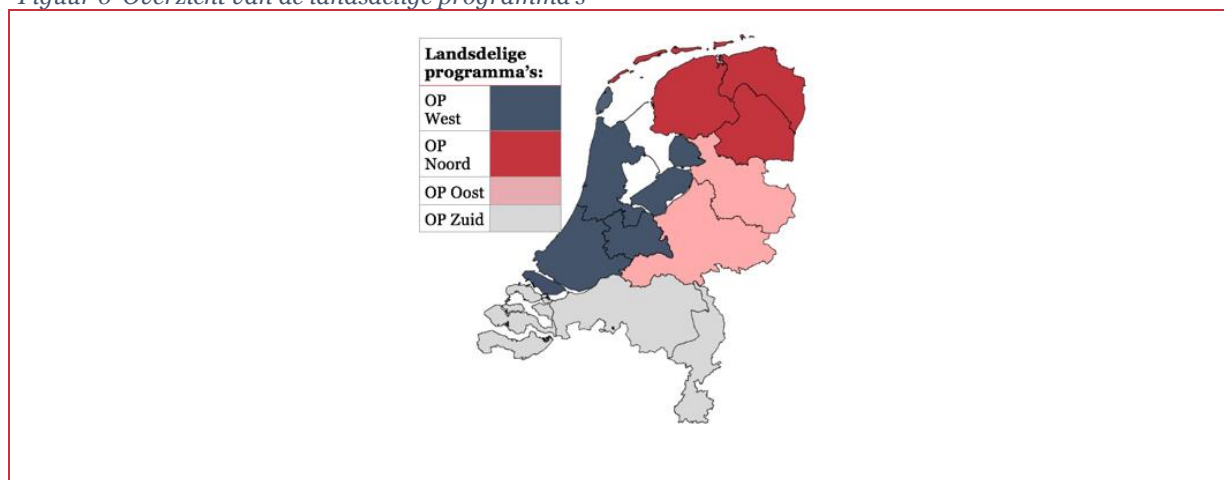 Figuur 6 Overzicht van de landsdelige programma's
Landsdelige
programma's:
OP
West
OP
Noord
OP Oost
OP Zuid